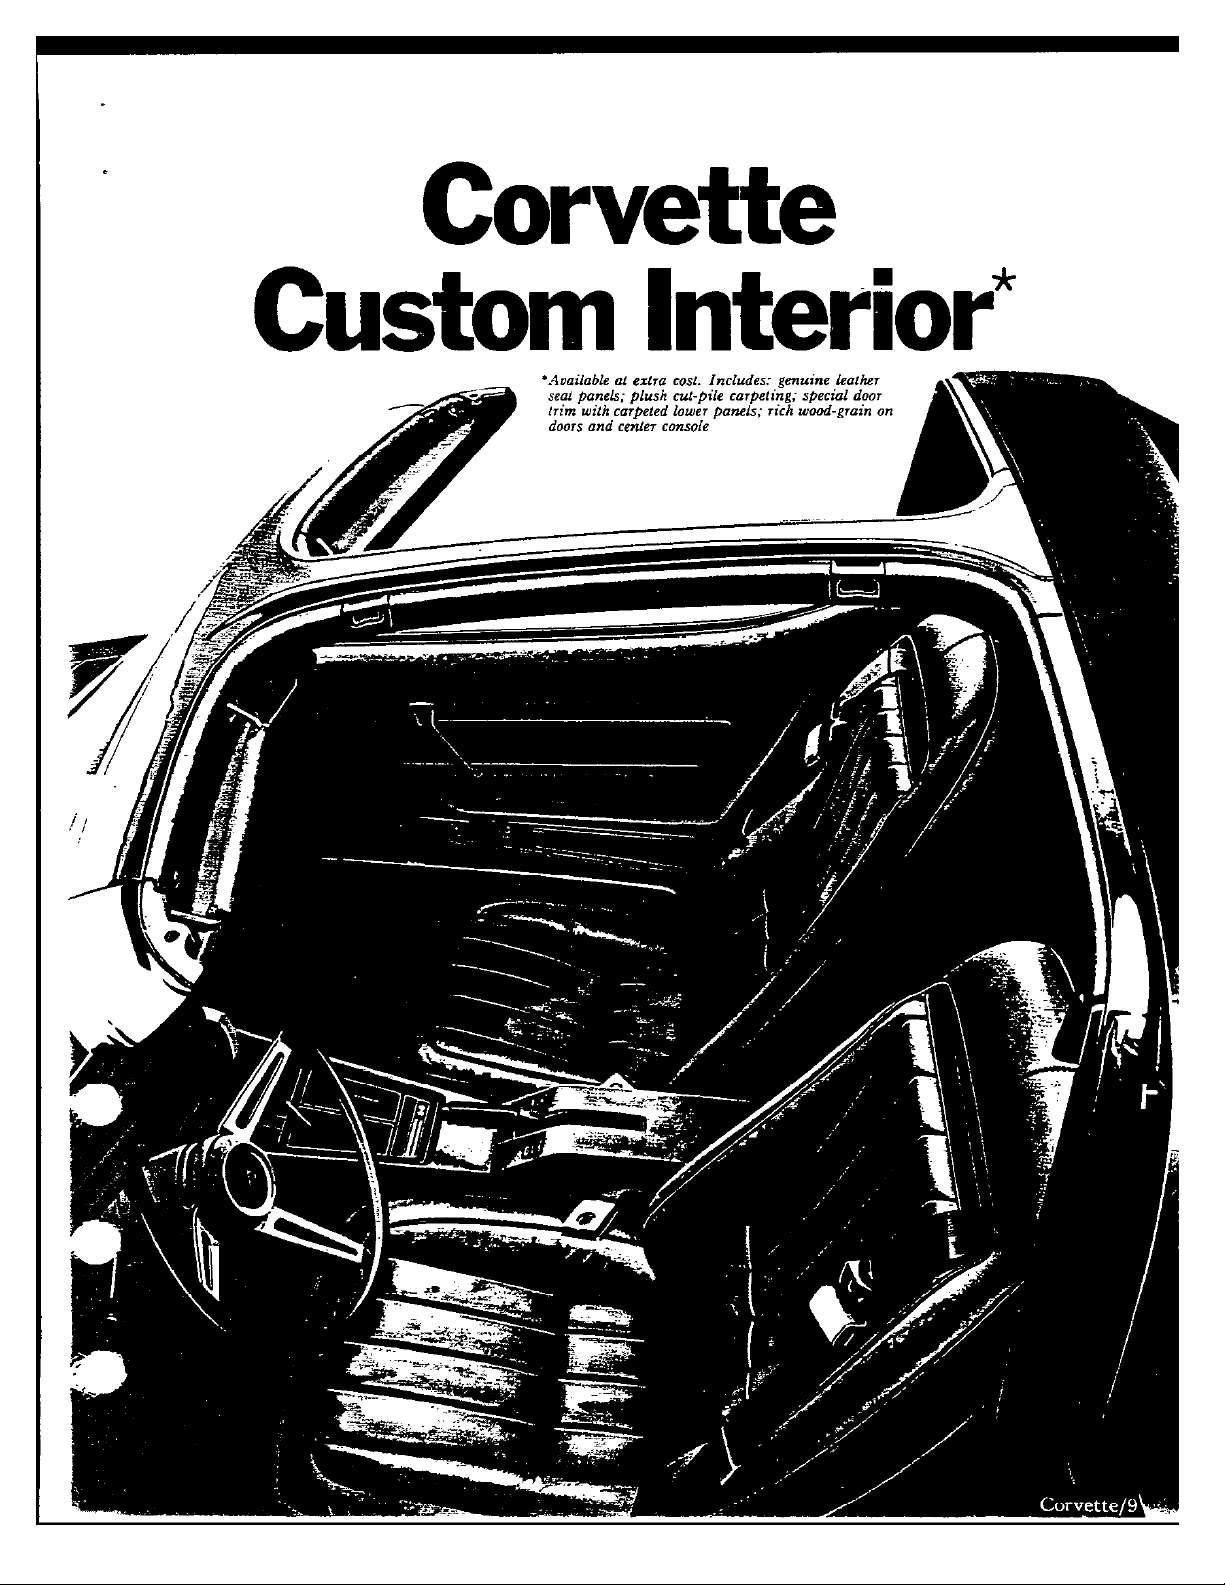 Corvette
Custom Interior*
*Available at extra cost. Includes: genuine leather
seat panels; plush cut-pile carpeting; special door
trim with carpeted lower panels; rich wood-grain on
doors and center console
Corvette/9